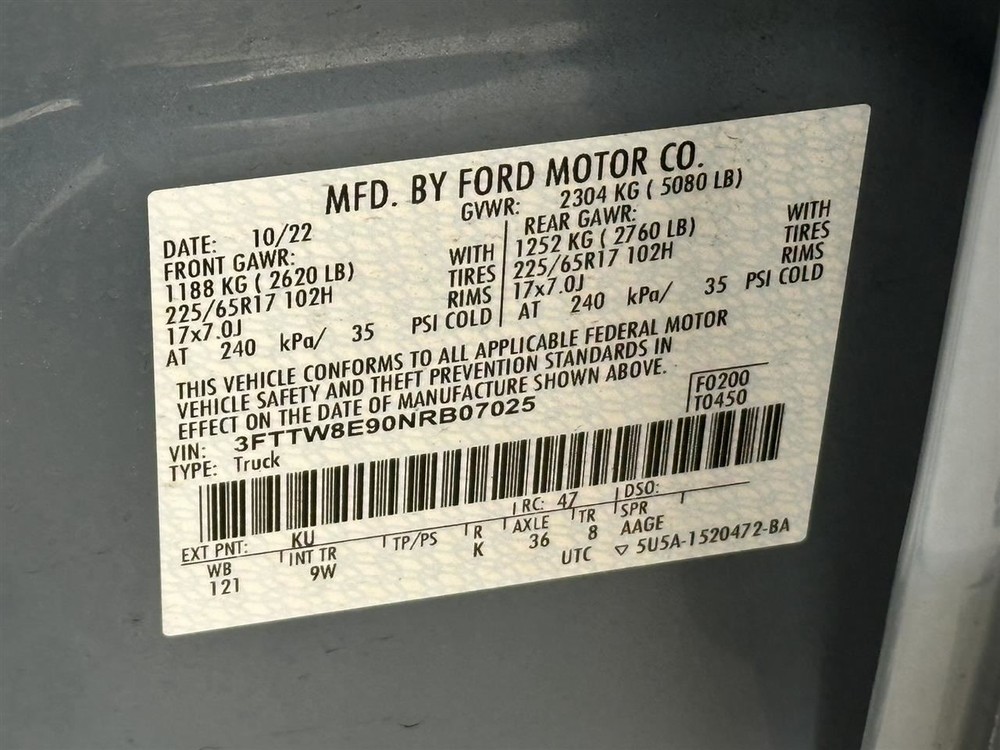 MFD. BY FORD MOTOR CO.
DATE: 10/22 GVWR: 2304 KG ( 5080 LB)
FRONT GAWR: WITH REAR GAWR: WITH
1188 KG ( 2620 LB) TIRES 1252 KG ( 2760 LB) TIRES
225/65R17 102H RIMS 225/65R17 102H RIMS
17x7.0J 17x7.0J
AT 240 kPa/ 35 PSI COLD AT 240 kPa/ 35 PSI COLD
THIS VEHICLE CONFORMS TO ALL APPLICABLE FEDERAL MOTOR
VEHICLE SAFETY AND THEFT PREVENTION STANDARDS IN
EFFECT ON THE DATE OF MANUFACTURE SHOWN ABOVE.
VIN: 3FTTW8E90NRB07025 F0200
TYPE: Truck T0450
EXT PNT: KU RC: 47 DSO:
WB INT TR TP/PS R AXLE TR SPR
121 9W K 36 8 AAGE
UTC ▽ 5U5A-1520472-BA